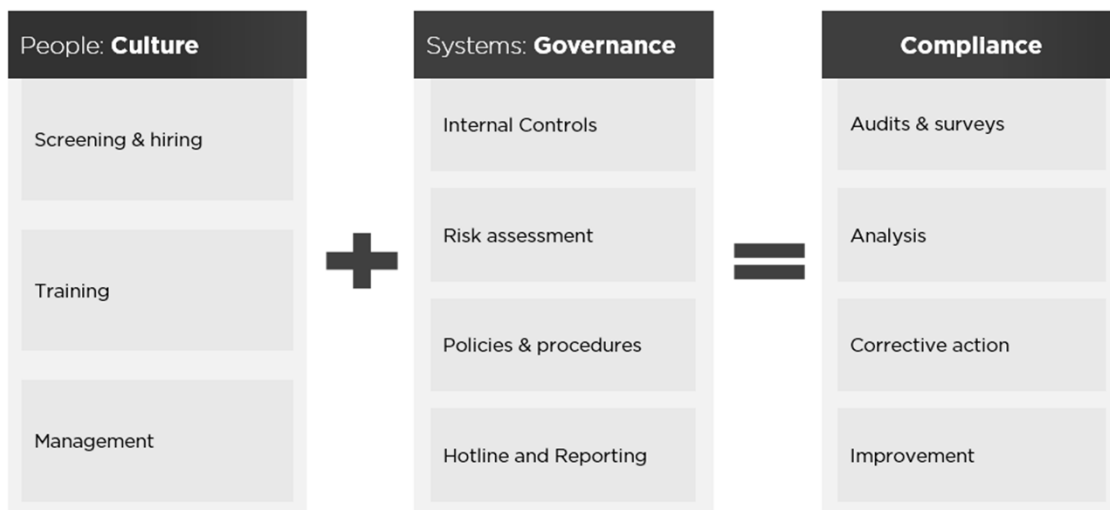 People: Culture
Screening & hiring
Training
Management
+
Systems: Governance
Internal Controls
Risk assessment
Policies & procedures
Hotline and Reporting
=
Compliance
Audits & surveys
Analysis
Corrective action
Improvement